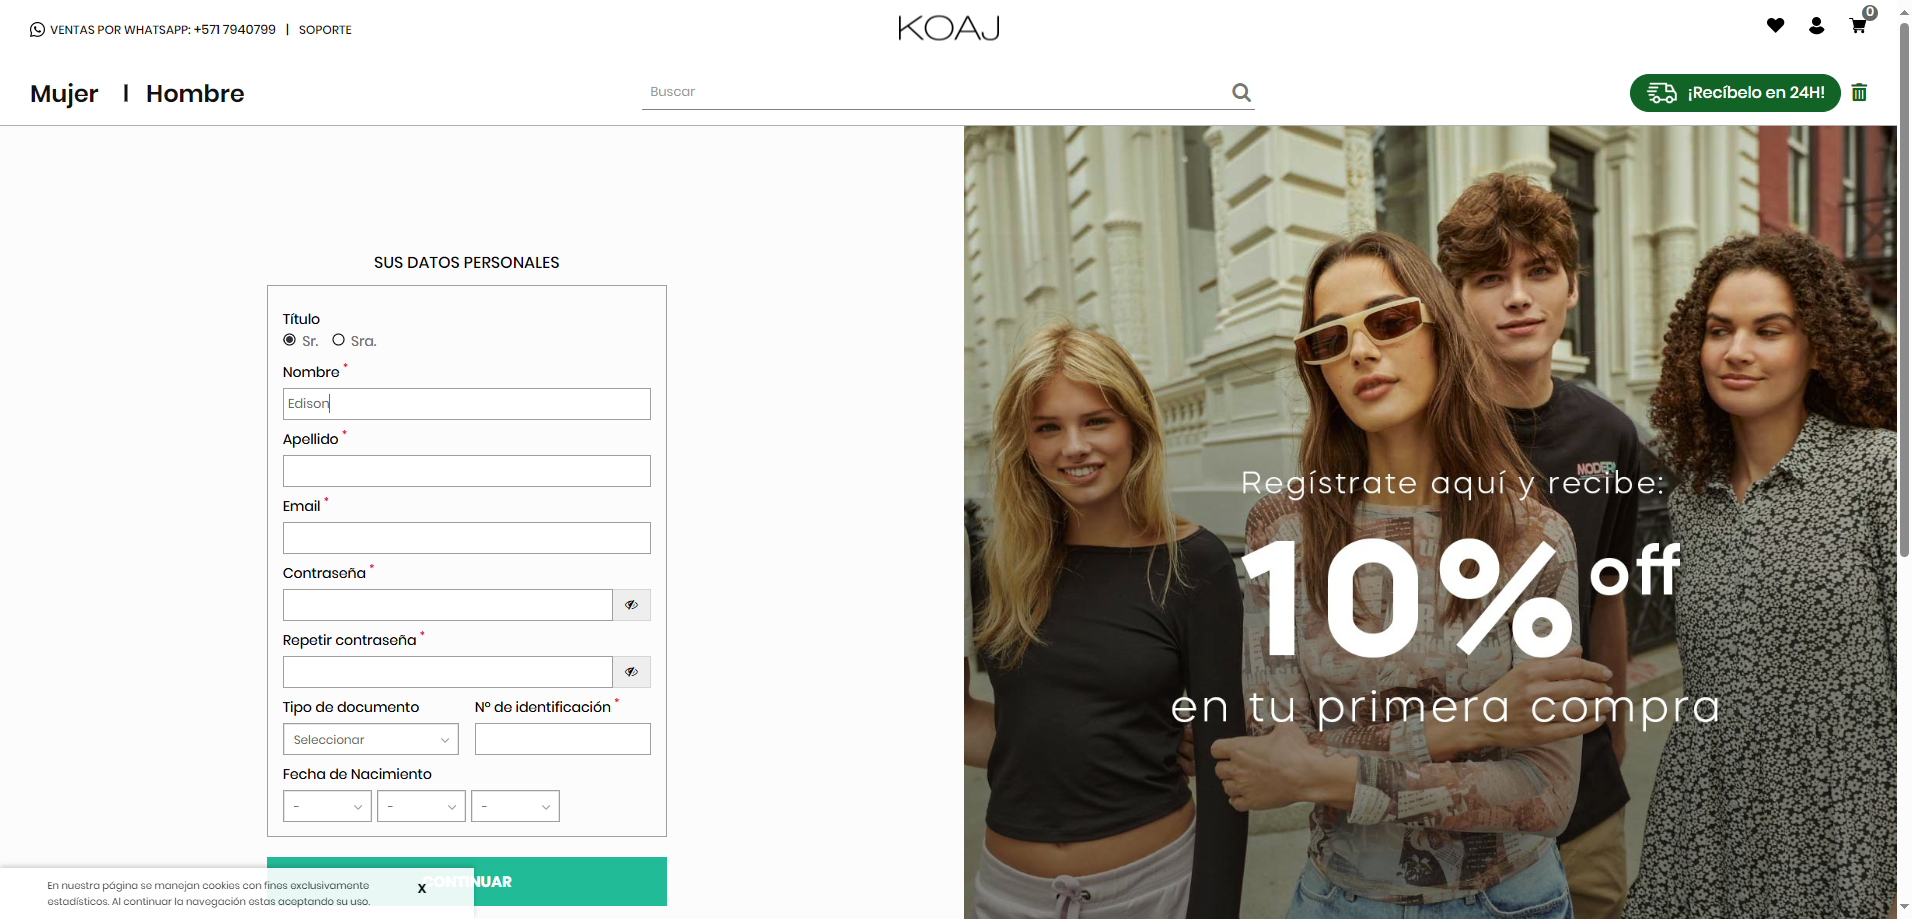 VENTAS POR WHATSAPP: +571 7940799 | SOPORTE
KOAJ
0
Mujer | Hombre
Buscar
¡Recíbelo en 24H!
SUS DATOS PERSONALES
Título
Sr. Sra.
Nombre *
Edison
Apellido *
Email *
Contraseña *
Repetir contraseña *
Tipo de documento
Nº de identificación *
Seleccionar
Fecha de Nacimiento
- - -
CONTINUAR
En nuestra página se manejan cookies con fines exclusivamente
estadísticos. Al continuar la navegación estas aceptando su uso.
X
MODERN
Regístrate aquí y recibe:
10% off
en tu primera compra